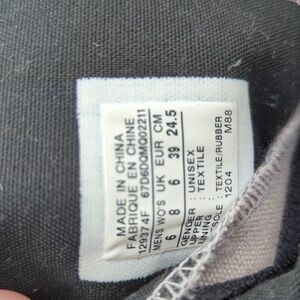 MADE IN CHINA
FABRIQUE EN CHINE
129374F 67D6DQMQ02211
MENS WO'S UK EUR CM
6 8 6 39 24.5
GENDER : UNISEX
UPPER : TEXTILE
LINING
SOLE : TEXTILE/RUBBER
1204 M88